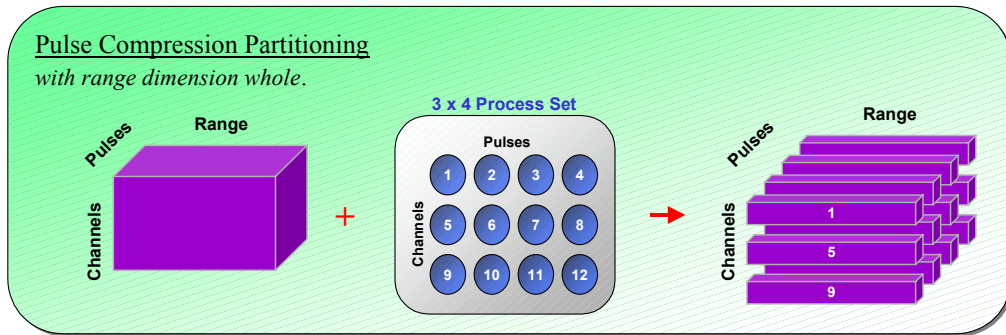 Pulse Compression Partitioning
with range dimension whole.
Pulses
Range
Channels
+
3 x 4 Process Set
Pulses
Channels
1 2 3 4
5 6 7 8
9 10 11 12
Pulses
Range
Channels
1
5
9